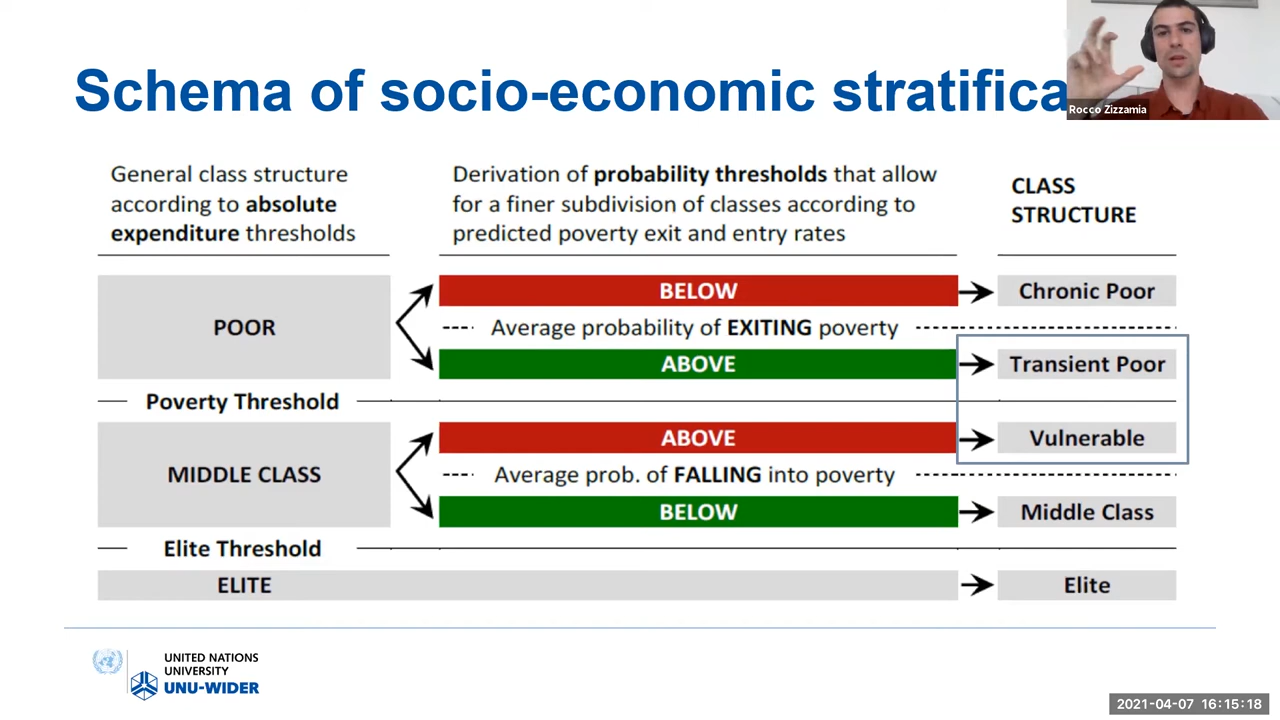 Schema of socio-economic stratifica
Rocco Zizzamia
General class structure
according to absolute
expenditure thresholds
Derivation of probability thresholds that allow
for a finer subdivision of classes according to
predicted poverty exit and entry rates
CLASS
STRUCTURE
POOR
BELOW
Average probability of EXITING poverty
ABOVE
Chronic Poor
Transient Poor
Poverty Threshold
MIDDLE CLASS
ABOVE
Average prob. of FALLING into poverty
BELOW
Vulnerable
Middle Class
Elite Threshold
ELITE
Elite
UNITED NATIONS
UNIVERSITY
UNU-WIDER
2021-04-07 16:15:18